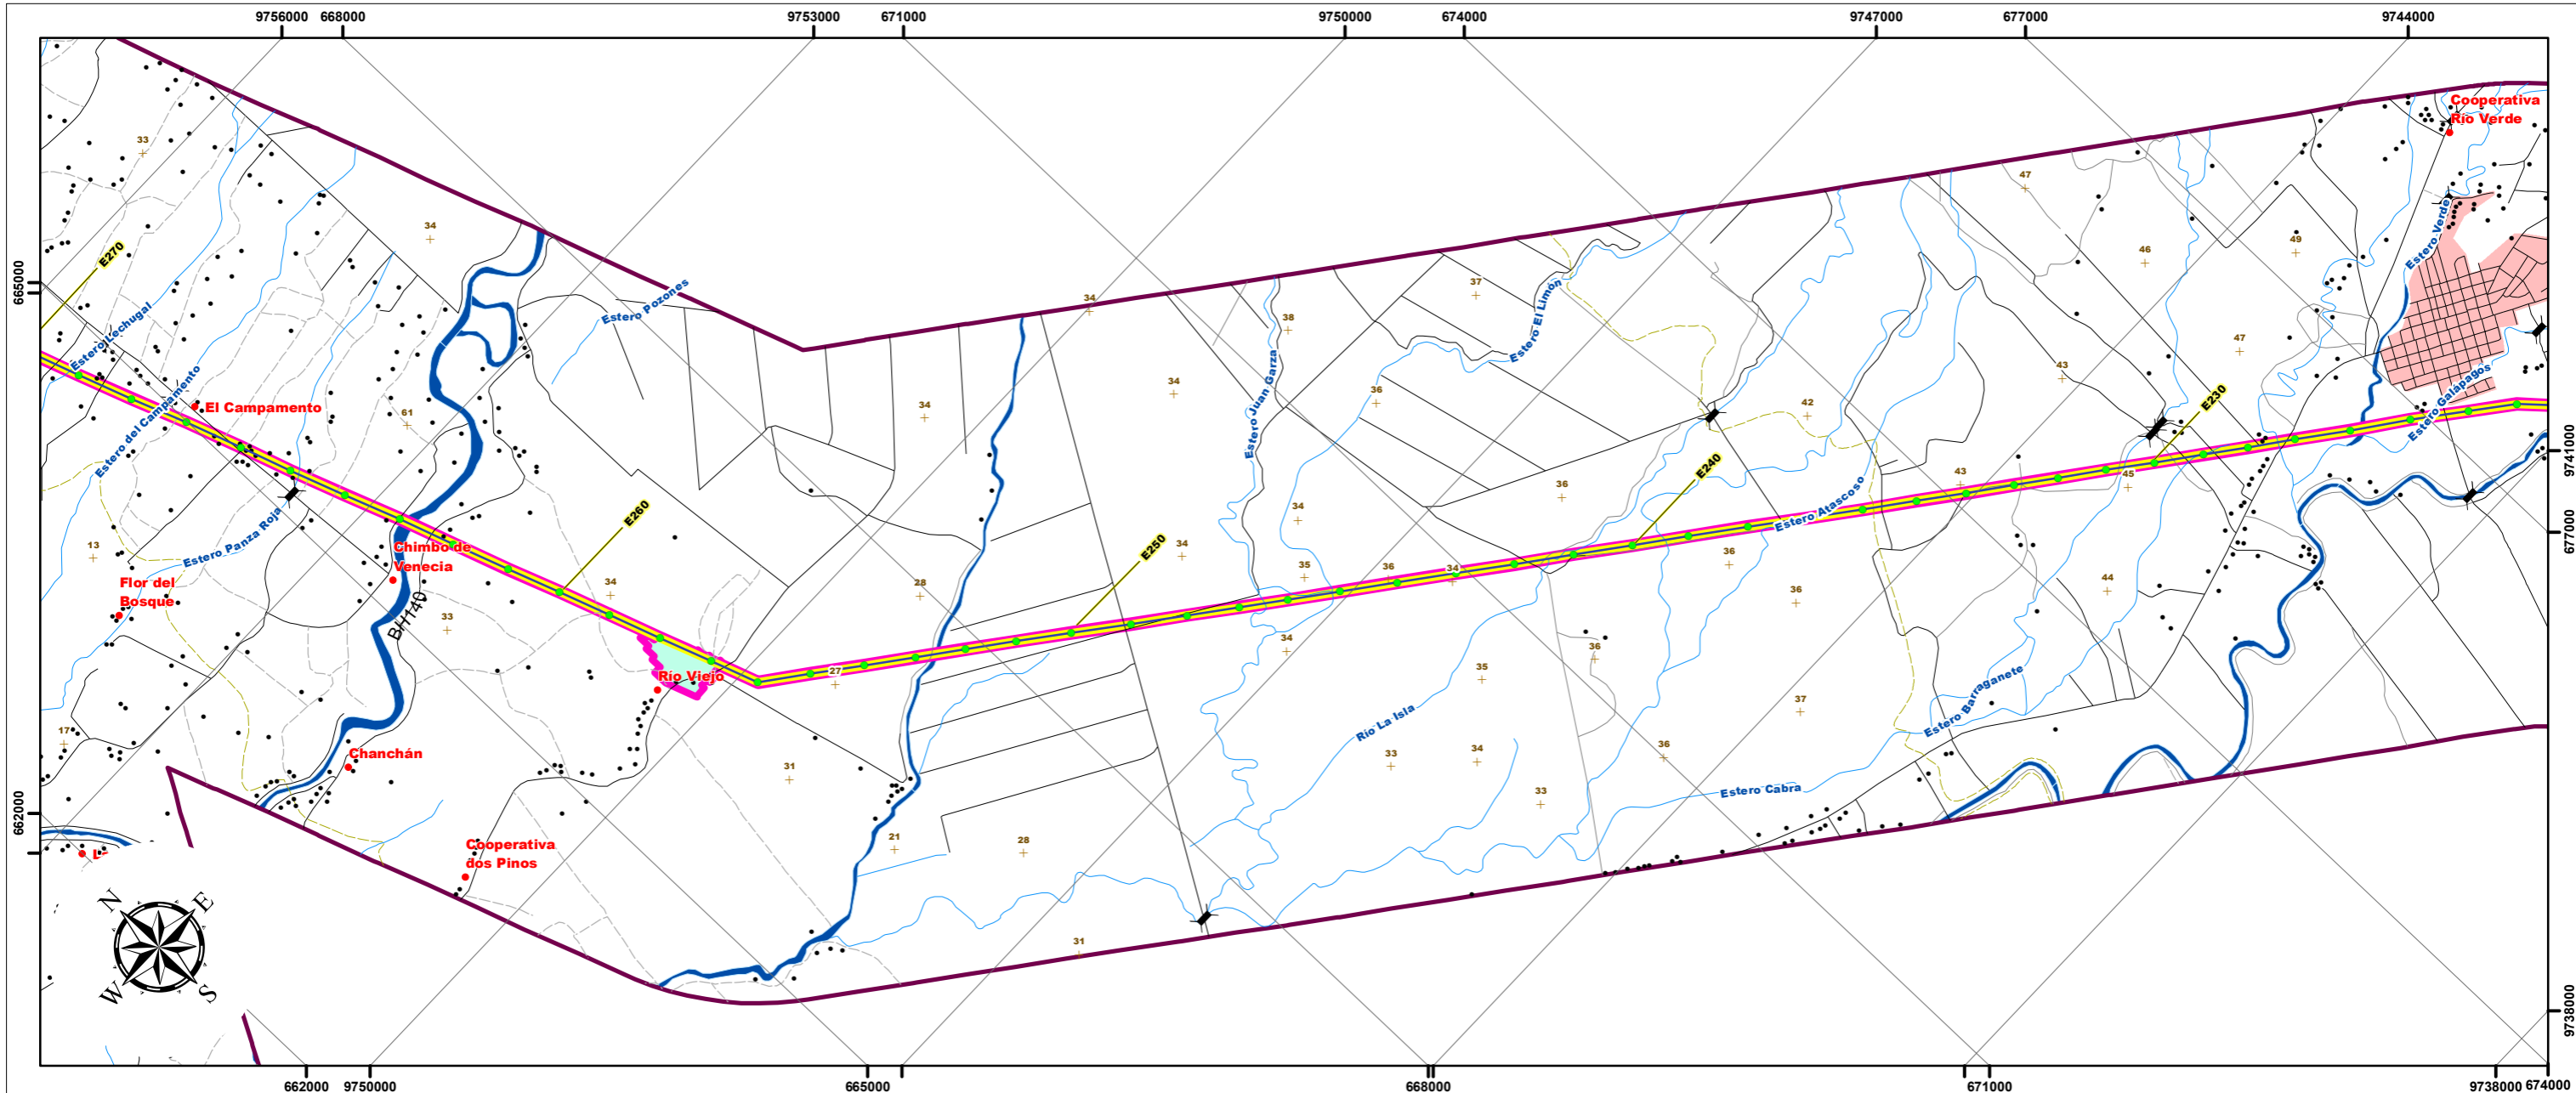 9756000 668000 9753000 671000 9750000 674000 9747000 677000 9744000
Cooperativa
Río Verde
33
47
34
46
49
Estero Verde
E270
665000
37
Estero Pozones
34
38
Estero El Limón
47
Estero Lechugal
43
34
36
Estero Juan Garza
Estero Galápagos
E230
El Campamento
61
34
42
Estero del Campamento
9741000
E240
43
45
36
Estero Atascoso
34
E260
677000
Estero Panza Roja
13
Chimbo de
Venecia
E250
34
36
35
36
34
Flor del
Bosque
34
28
36
44
BH140
33
34
36
Río Viejo
27
35
Estero Barraganete
37
Río La Isla
17
Chanchán
31
33
34
36
Estero Cabra
33
662000
21
28
Cooperativa
dos Pinos
31
N
E
W
S
9738000
662000 9750000 665000 668000 671000 9738000 674000